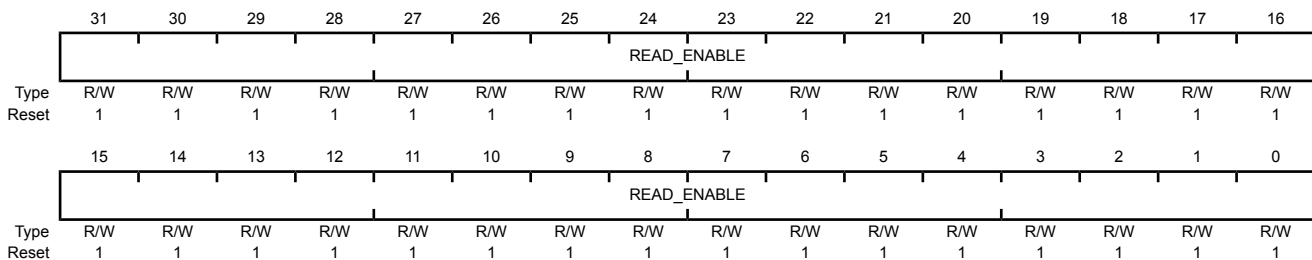 31 30 29 28 27 26 25 24 23 22 21 20 19 18 17 16
READ_ENABLE
Type R/W R/W R/W R/W R/W R/W R/W R/W R/W R/W R/W R/W R/W R/W R/W R/W
Reset 1 1 1 1 1 1 1 1 1 1 1 1 1 1 1 1
15 14 13 12 11 10 9 8 7 6 5 4 3 2 1 0
READ_ENABLE
Type R/W R/W R/W R/W R/W R/W R/W R/W R/W R/W R/W R/W R/W R/W R/W R/W
Reset 1 1 1 1 1 1 1 1 1 1 1 1 1 1 1 1